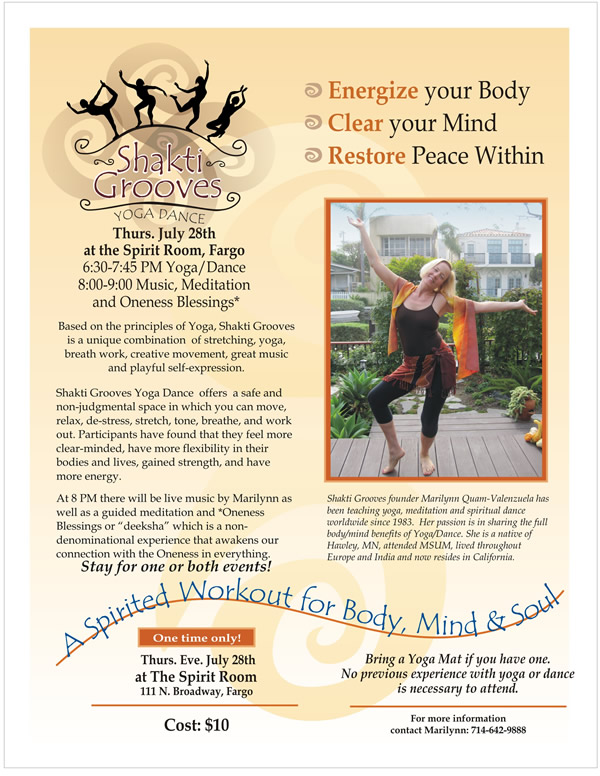 Shakti
Grooves
YOGA DANCE
Thurs. July 28th
at the Spirit Room, Fargo
6:30-7:45 PM Yoga/Dance
8:00-9:00 Music, Meditation
and Oneness Blessings*
Energize your Body
Clear your Mind
Restore Peace Within
Based on the principles of Yoga, Shakti Grooves
is a unique combination of stretching, yoga,
breath work, creative movement, great music
and playful self-expression.
Shakti Grooves Yoga Dance offers a safe and
non-judgmental space in which you can move,
relax, de-stress, stretch, tone, breathe, and work
out. Participants have found that they feel more
clear-minded, have more flexibility in their
bodies and lives, gained strength, and have
more energy.
At 8 PM there will be live music by Marilynn as
well as a guided meditation and *Oneness
Blessings or “deeksha” which is a non-
denominational experience that awakens our
connection with the Oneness in everything.
Stay for one or both events!
Shakti Grooves founder Marilynn Quam-Valenzuela has
been teaching yoga, meditation and spiritual dance
worldwide since 1983. Her passion is in sharing the full
body/mind benefits of Yoga/Dance. She is a native of
Hawley, MN, attended MSUM, lived throughout
Europe and India and now resides in California.
A Spirited Workout for Body, Mind & Soul
One time only!
Thurs. Eve. July 28th
at The Spirit Room
111 N. Broadway, Fargo
Cost: $10
Bring a Yoga Mat if you have one.
No previous experience with yoga or dance
is necessary to attend.
For more information
contact Marilynn: 714-642-9888